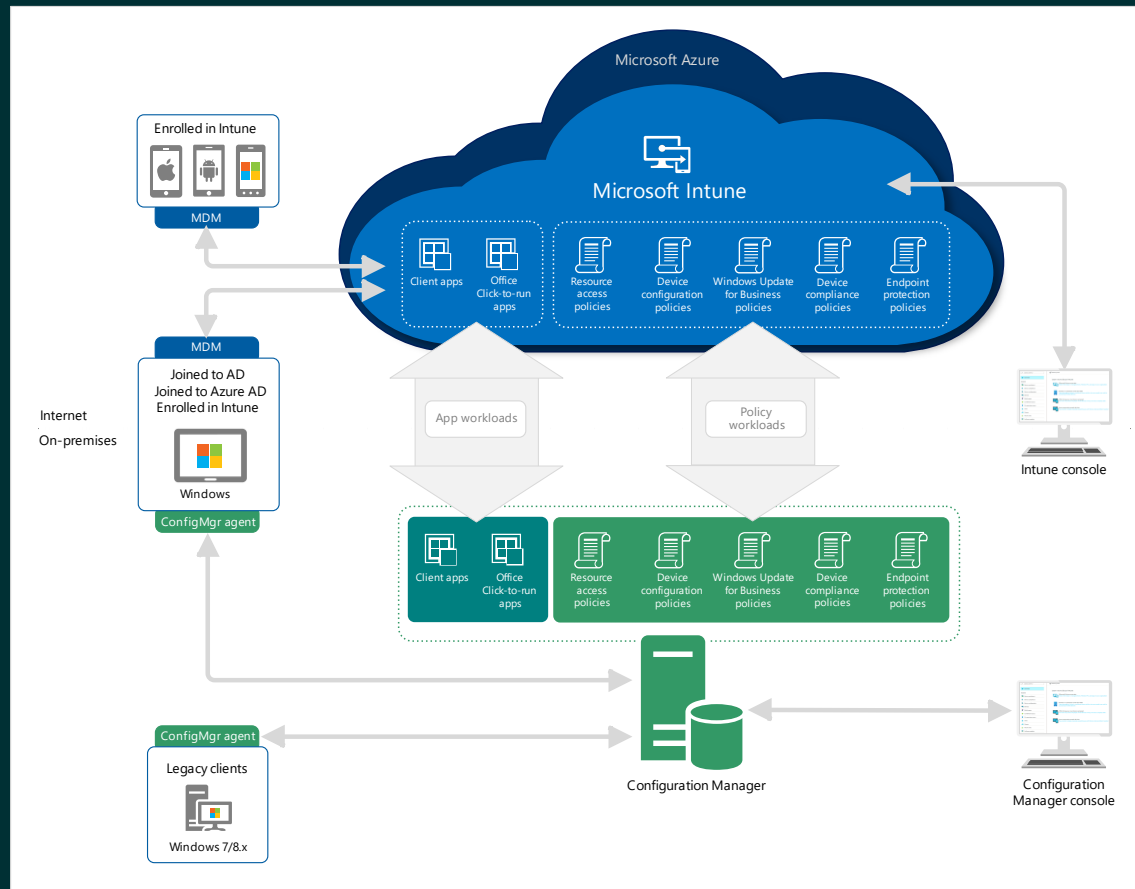 Microsoft Azure
Enrolled in Intune
MDM
Microsoft Intune
Client apps
Office
Click-to-run
apps
Resource
access
policies
Device
configuration
policies
Windows Update
for Business
policies
Device
compliance
policies
Endpoint
protection
policies
MDM
Joined to AD
Joined to Azure AD
Enrolled in Intune
Windows
ConfigMgr agent
Internet
On-premises
App workloads
Policy
workloads
Intune console
Client apps
Office
Click-to-run
apps
Resource
access
policies
Device
configuration
policies
Windows Update
for Business
policies
Device
compliance
policies
Endpoint
protection
policies
ConfigMgr agent
Legacy clients
Windows 7/8.x
Configuration Manager
Configuration
Manager console